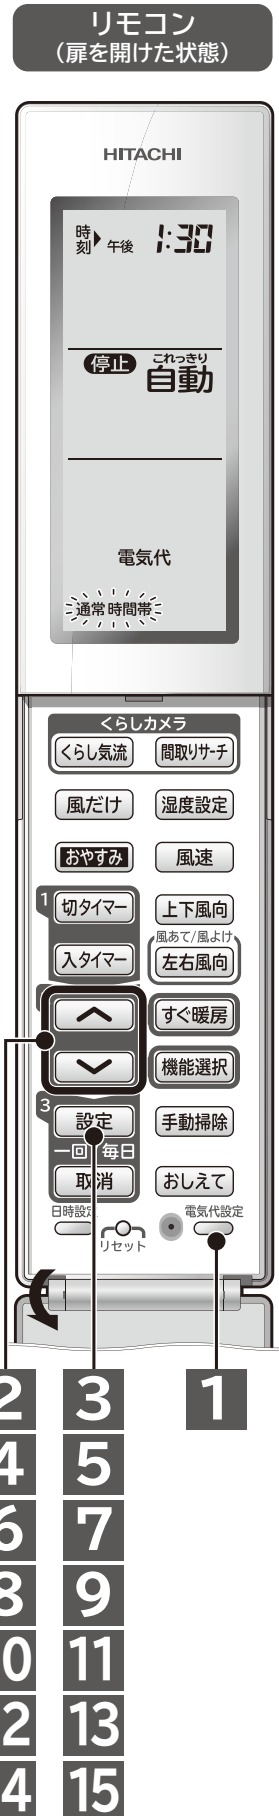 リモコン
(扉を開けた状態)
HITACHI
時刻 午後 1:30
停止 これっきり 自動
電気代
通常時間帯
くらしカメラ
くらし気流 間取りサーチ
風だけ 湿度設定
おやすみ 風速
1 切タイマー 上下風向
風あて/風よけ
入タイマー 左右風向
すぐ暖房
機能選択
3 設定 手動掃除
一回 毎日
取消 おしえて
日時設定 電気代設定
リセット
2 3 1
4 5
6 7
8 9
0 11
2 13
4 15